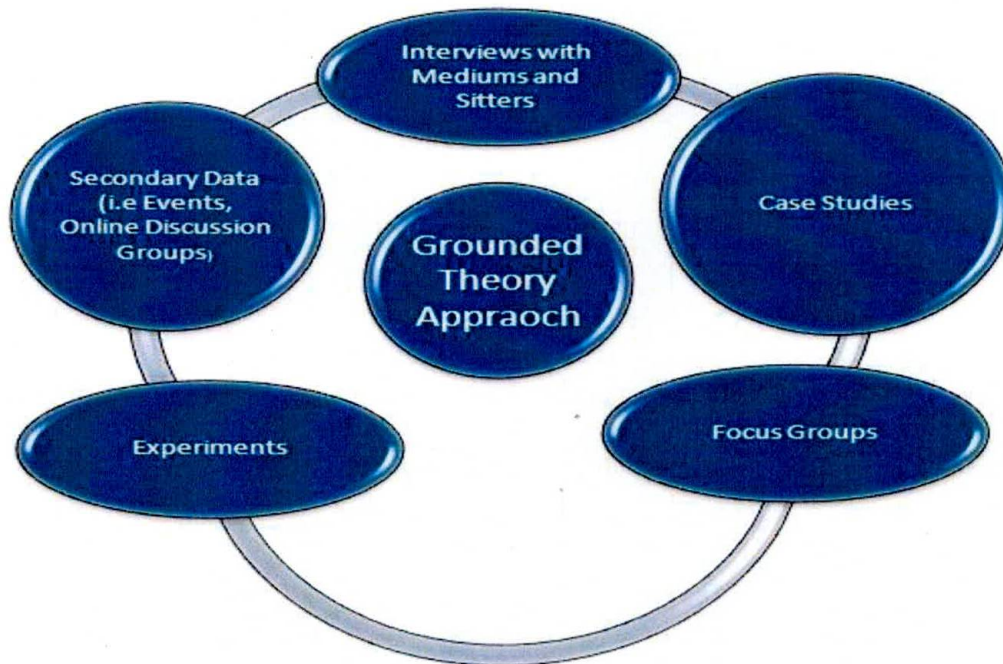 Interviews with
Mediums and
Sitters
Secondary Data
(i.e Events,
Online Discussion
Groups)
Case Studies
Grounded
Theory
Appraoch
Experiments
Focus Groups